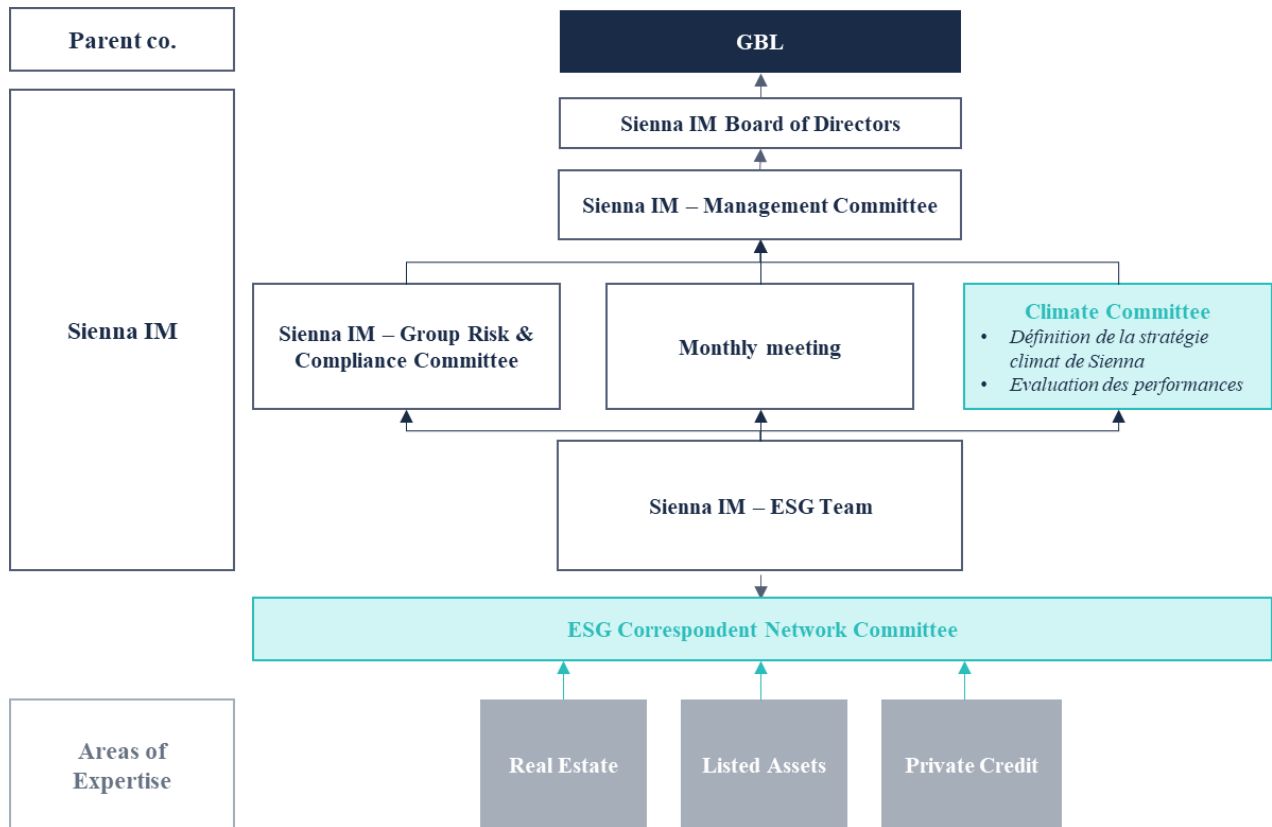 Parent co.
GBL
Sienna IM Board of Directors
Sienna IM – Management Committee
Sienna IM
Sienna IM – Group Risk &
Compliance Committee
Monthly meeting
Climate Committee
• Définition de la stratégie
climat de Sienna
• Evaluation des performances
Sienna IM – ESG Team
ESG Correspondent Network Committee
Areas of
Expertise
Real Estate
Listed Assets
Private Credit